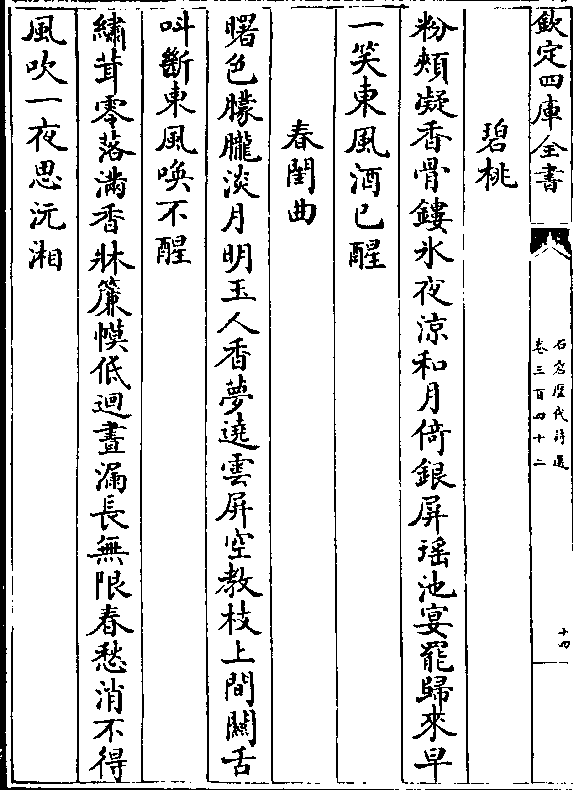 欽定四庫全書
石倉歷代詩選
卷三百四十二
十四
碧桃
粉頰凝香骨鏤氷夜涼和月倚銀屏瑶池宴罷歸來早
一笑東風酒已醒
春閨曲
曙色朦朧淡月明玉人香夢遶雲屏空教枝上間關舌
呌斷東風喚不醒
繡茸零落滿香牀簾幙低迴晝漏長無限春愁消不得
風吹一夜思沅湘